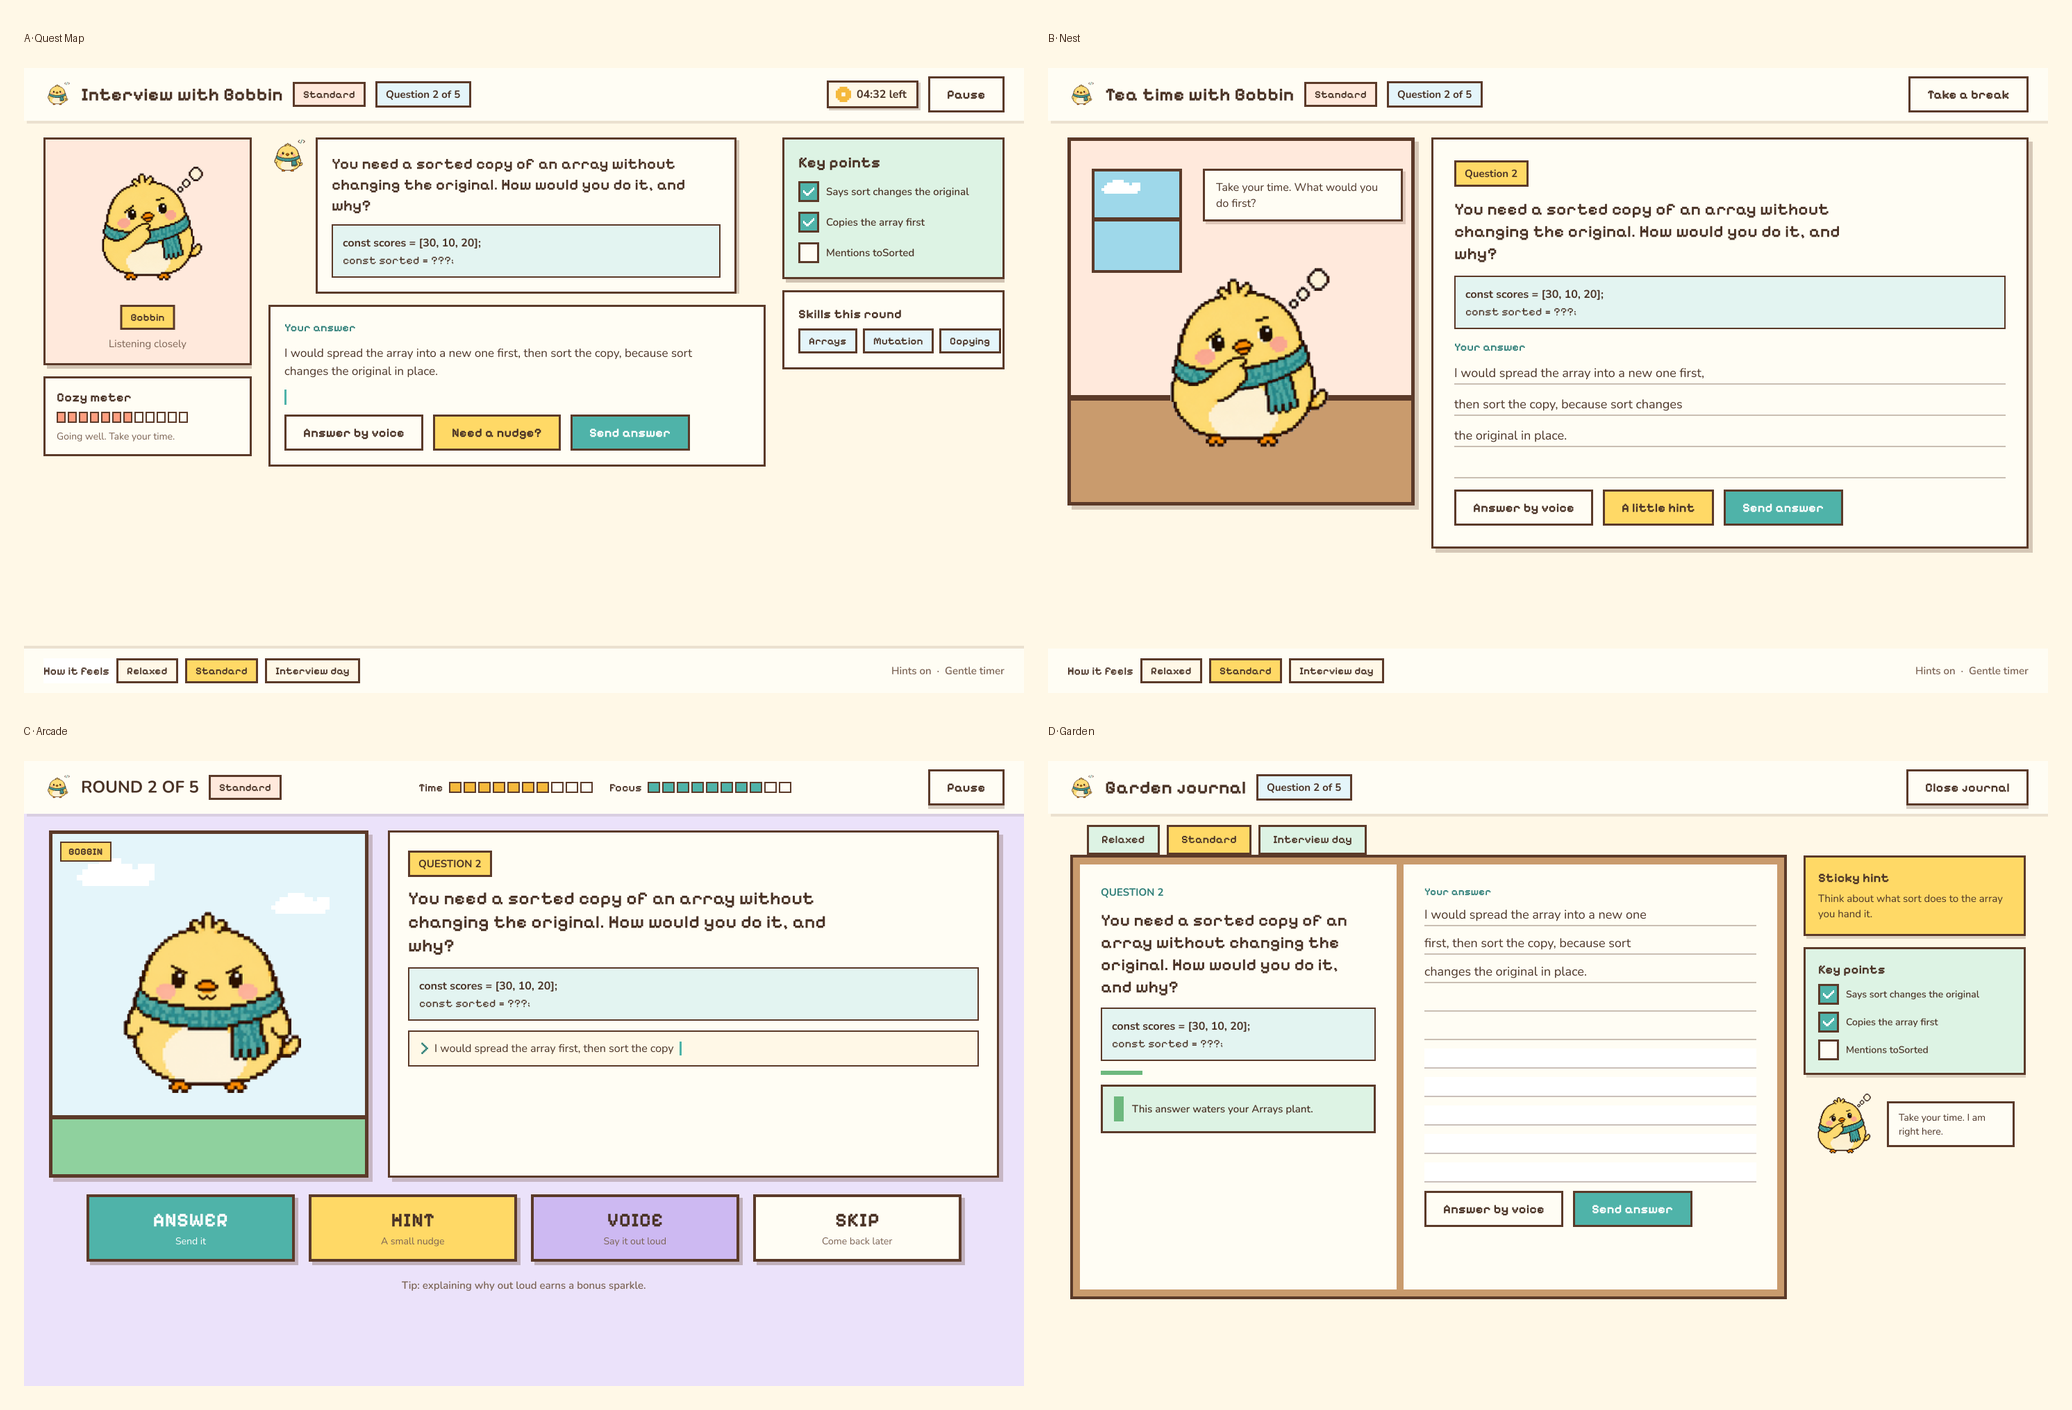 A · Quest Map
Interview with Bobbin
Standard
Question 2 of 5
04:32 left
Pause
Bobbin
Listening closely
Cozy meter
Going well. Take your time.
You need a sorted copy of an array without
changing the original. How would you do it, and
why?
const scores = [30, 10, 20];
const sorted = ???;
Your answer
I would spread the array into a new one first, then sort the copy, because sort
changes the original in place.
Answer by voice
Need a nudge?
Send answer
Key points
Says sort changes the original
Copies the array first
Mentions toSorted
Skills this round
Arrays
Mutation
Copying
How it feels
Relaxed
Standard
Interview day
Hints on · Gentle timer
B · Nest
Tea time with Bobbin
Standard
Question 2 of 5
Take a break
Take your time. What would you
do first?
Question 2
You need a sorted copy of an array without
changing the original. How would you do it, and
why?
const scores = [30, 10, 20];
const sorted = ???;
Your answer
I would spread the array into a new one first,
then sort the copy, because sort changes
the original in place.
Answer by voice
A little hint
Send answer
How it feels
Relaxed
Standard
Interview day
Hints on · Gentle timer
C · Arcade
ROUND 2 OF 5
Standard
Time
Focus
Pause
BOBBIN
QUESTION 2
You need a sorted copy of an array without
changing the original. How would you do it, and
why?
const scores = [30, 10, 20];
const sorted = ???;
I would spread the array first, then sort the copy
ANSWER
Send it
HINT
A small nudge
VOICE
Say it out loud
SKIP
Come back later
Tip: explaining why out loud earns a bonus sparkle.
D · Garden
Garden Journal
Question 2 of 5
Close Journal
Relaxed
Standard
Interview day
QUESTION 2
You need a sorted copy of an
array without changing the
original. How would you do it,
and why?
const scores = [30, 10, 20];
const sorted = ???;
This answer waters your Arrays plant.
Your answer
I would spread the array into a new one
first, then sort the copy, because sort
changes the original in place.
Answer by voice
Send answer
Sticky hint
Think about what sort does to the array
you hand it.
Key points
Says sort changes the original
Copies the array first
Mentions toSorted
Take your time. I am
right here.